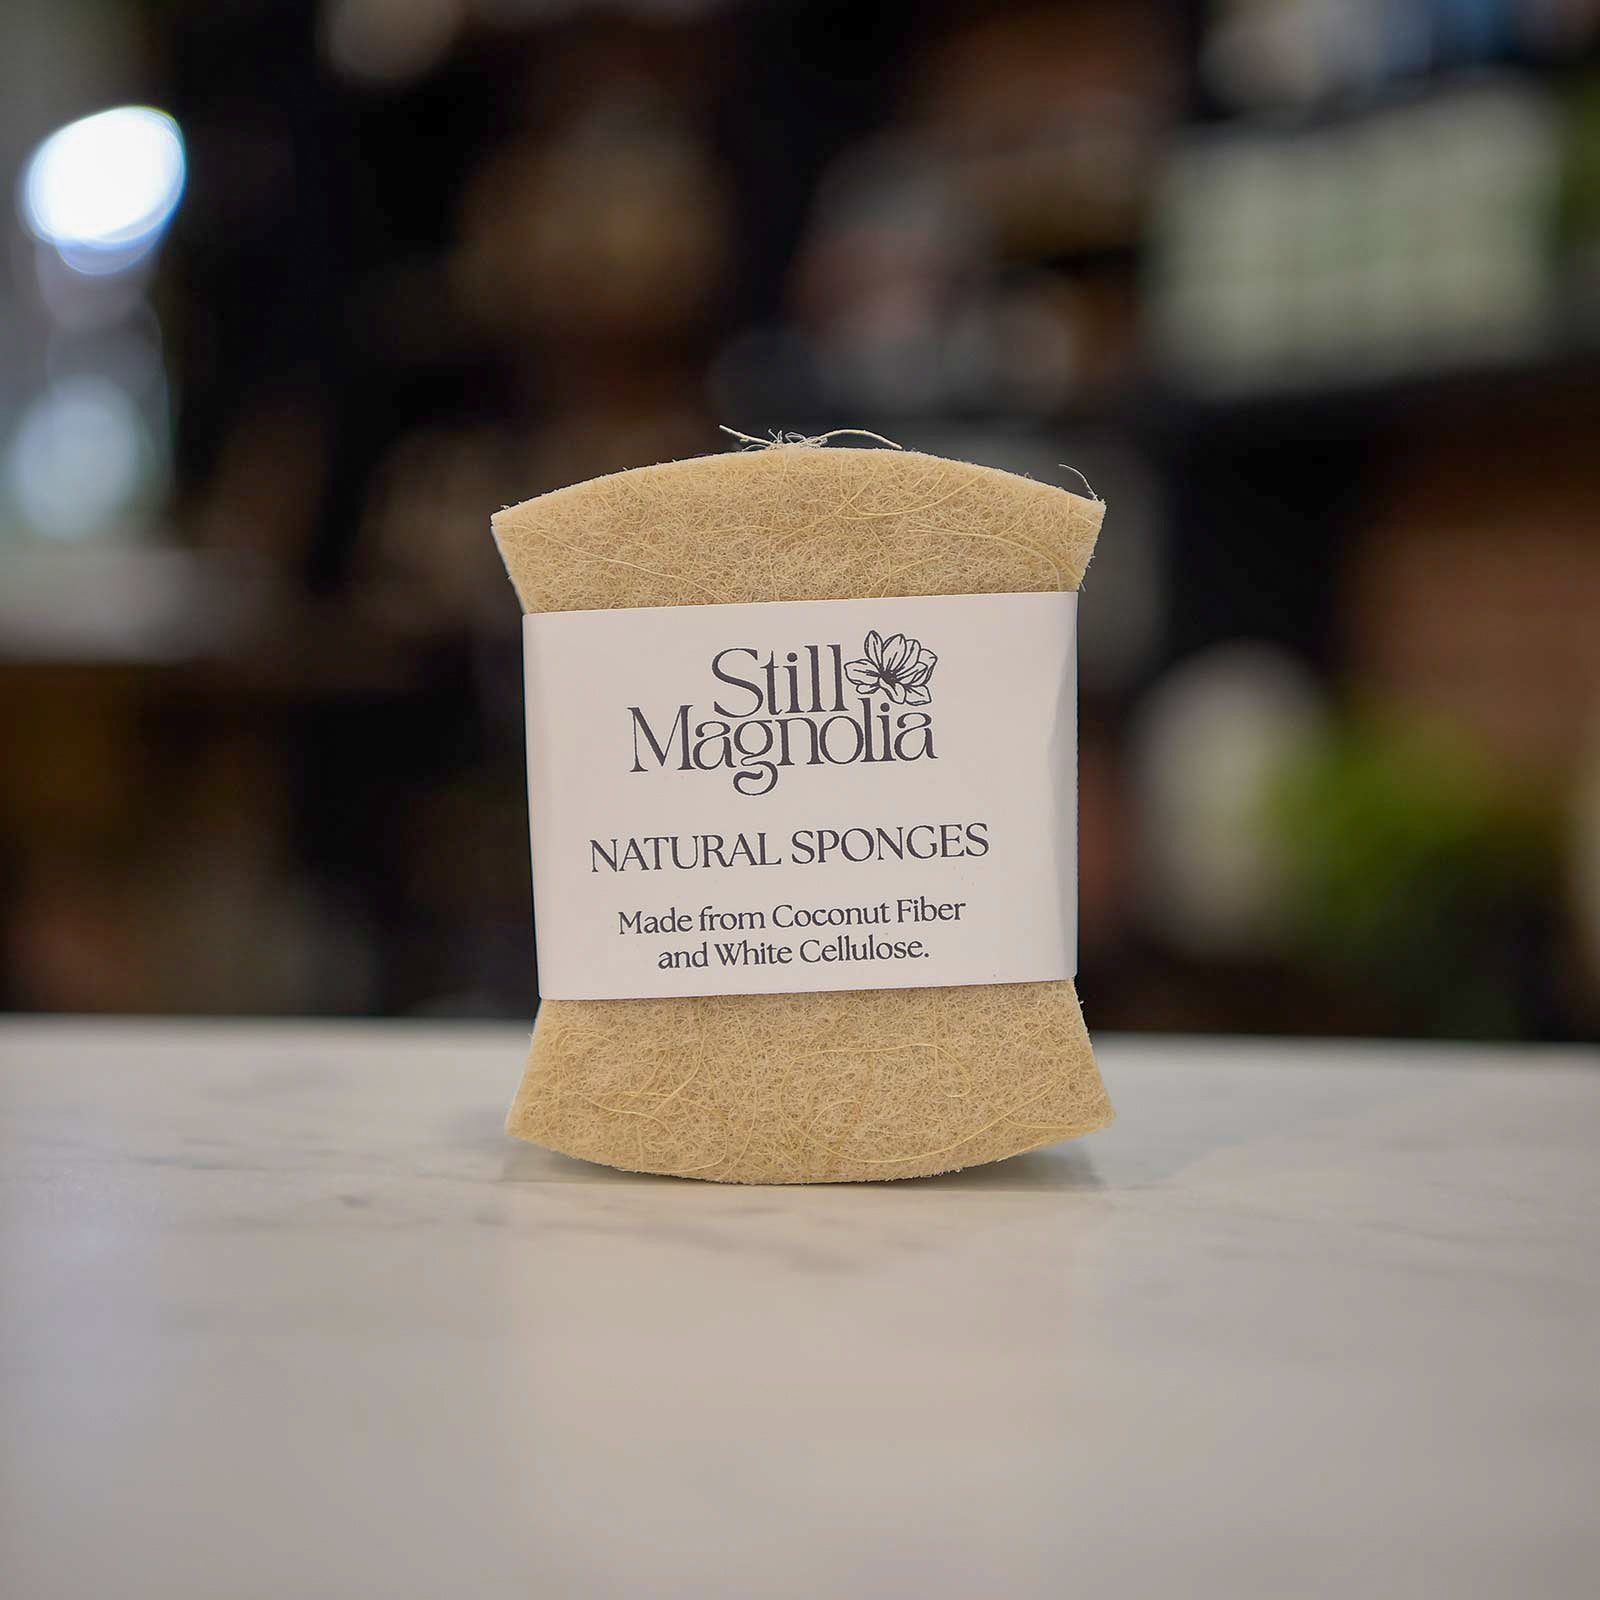 Still
Magnolia
NATURAL SPONGES
Made from Coconut Fiber
and White Cellulose.